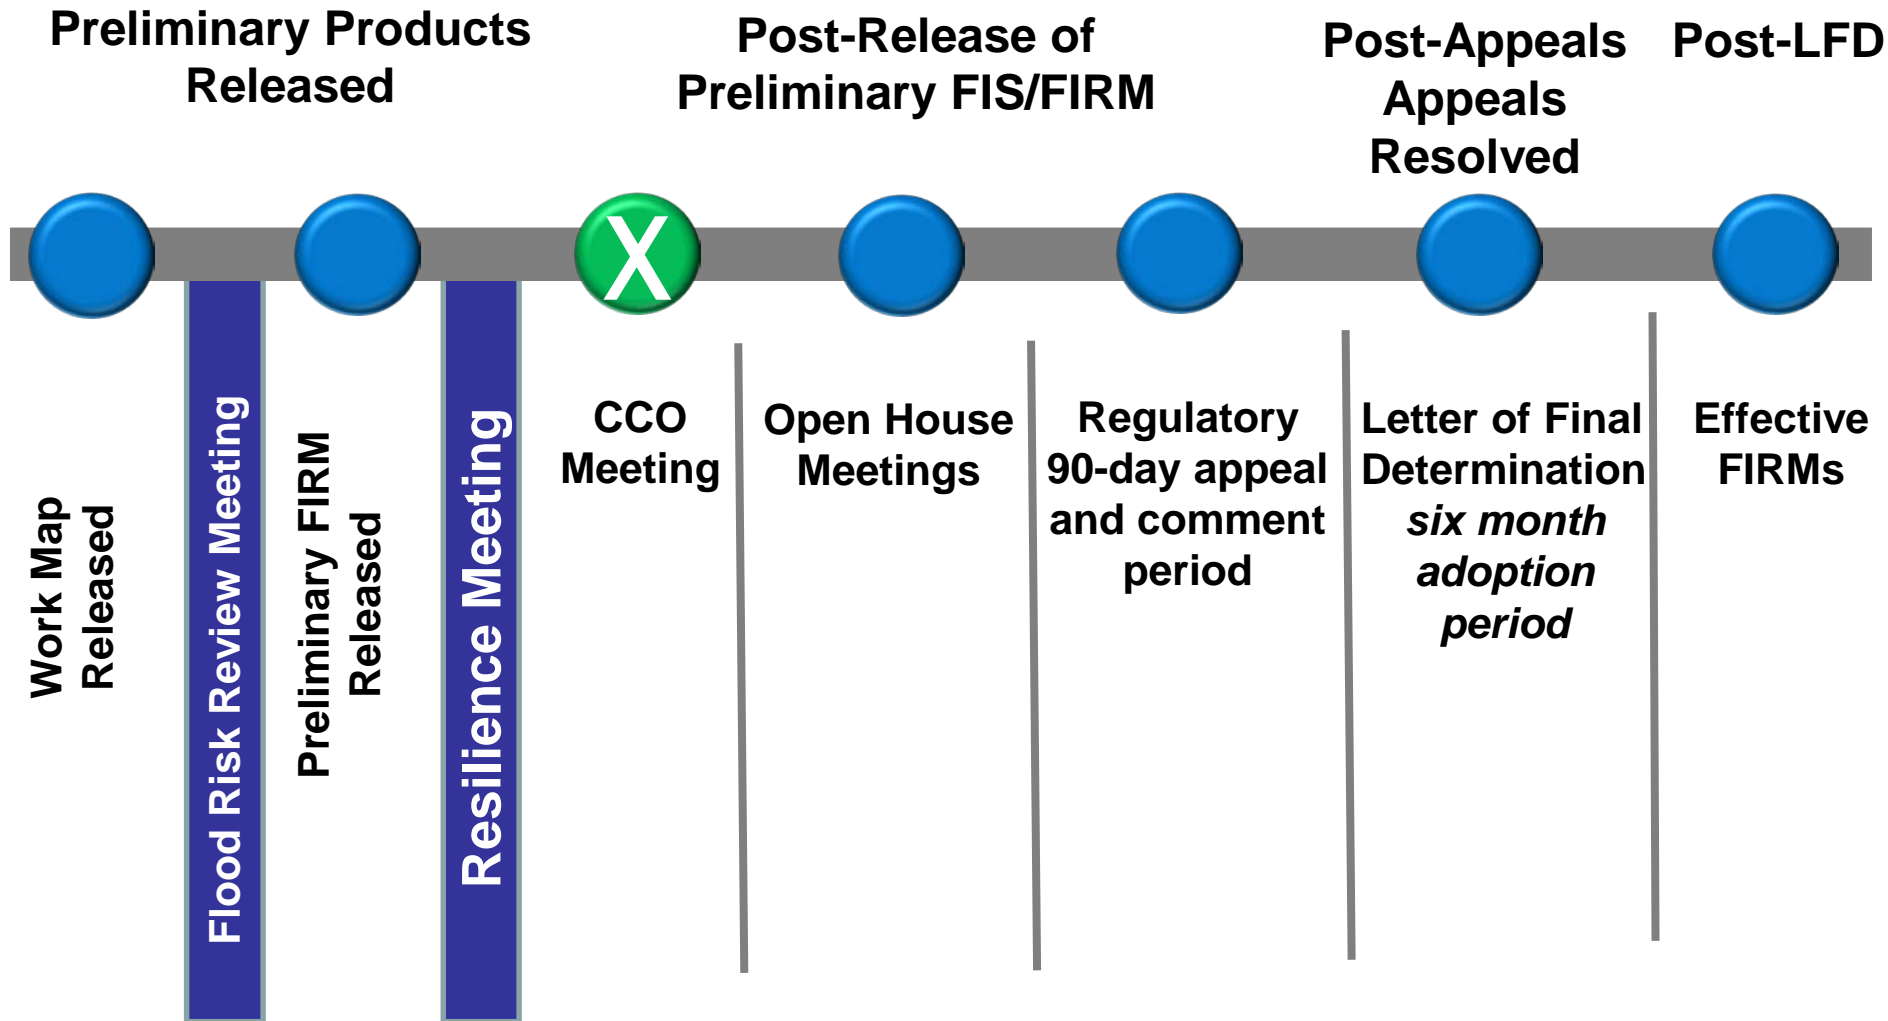 Preliminary Products
Released
Post-Release of
Preliminary FIS/FIRM
Post-Appeals
Appeals
Resolved
Post-LFD
X
Work Map
Released
Flood Risk Review Meeting
Preliminary FIRM
Released
Resilience Meeting
CCO
Meeting
Open House
Meetings
Regulatory
90-day appeal
and comment
period
Letter of Final
Determination
six month
adoption
period
Effective
FIRMs